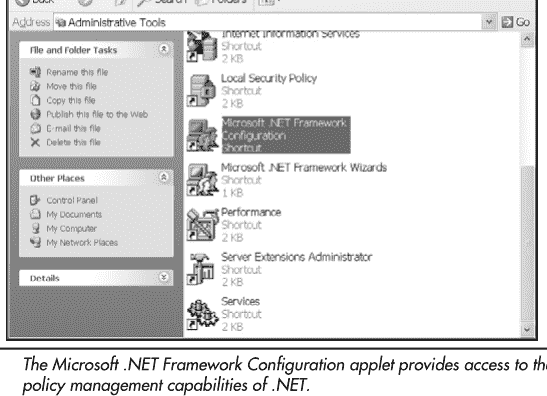 Back Search Folders
Address Administrative Tools Go
File and Folder Tasks
Rename this file
Move this file
Copy this file
Publish this file to the Web
E-mail this file
Delete this file
Other Places
Control Panel
My Documents
My Computer
My Network Places
Details
Internet Information Services
Shortcut
2 KB
Local Security Policy
Shortcut
2 KB
Microsoft .NET Framework
Configuration
Shortcut
Microsoft .NET Framework Wizards
Shortcut
1 KB
Performance
Shortcut
2 KB
Server Extensions Administrator
Shortcut
2 KB
Services
Shortcut
2 KB
The Microsoft .NET Framework Configuration applet provides access to the
policy management capabilities of .NET.